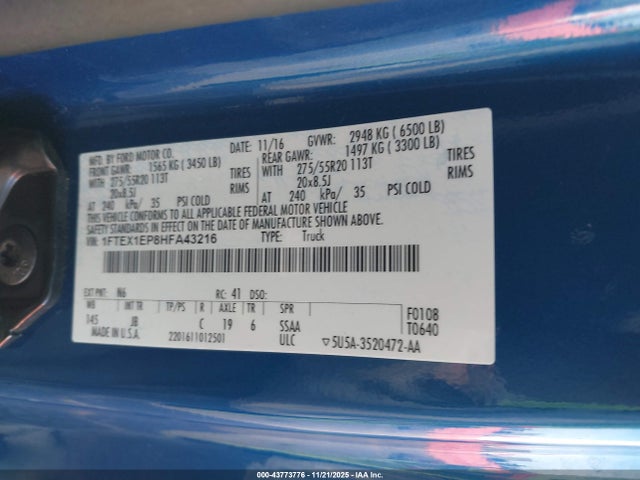 MFD. BY FORD MOTOR CO. DATE: 11/16 GVWR: 2948 KG ( 6500 LB)
FRONT GAWR: 1565 KG ( 3450 LB) REAR GAWR: 1497 KG ( 3300 LB)
WITH 275/55R20 113T TIRES WITH 275/55R20 113T TIRES
20x8.5J RIMS 20x8.5J RIMS
AT 240 kPa/ 35 PSI COLD AT 240 kPa/ 35 PSI COLD
THIS VEHICLE CONFORMS TO ALL APPLICABLE FEDERAL MOTOR VEHICLE
SAFETY STANDARDS IN EFFECT ON THE DATE OF MANUFACTURE SHOWN ABOVE.
VIN: 1FTEX1EP8HFA43216 TYPE: Truck
EXT PNT: N6 RC: 41 DSO:
WB INT TR TP/PS R AXLE TR SPR F0108
145 JB C 19 6 SSAA T0640
MADE IN U.S.A. 2201611012501 ULC ▽5U5A-3520472-AA
000-43773776 11/21/2025 IAA Inc.